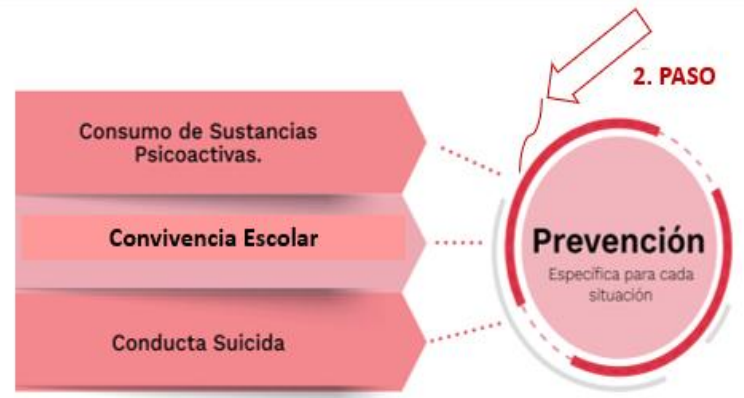 2. PASO
Consumo de Sustancias
Psicoactivas.
Convivencia Escolar
Conducta Suicida
Prevención
Específica para cada
situación